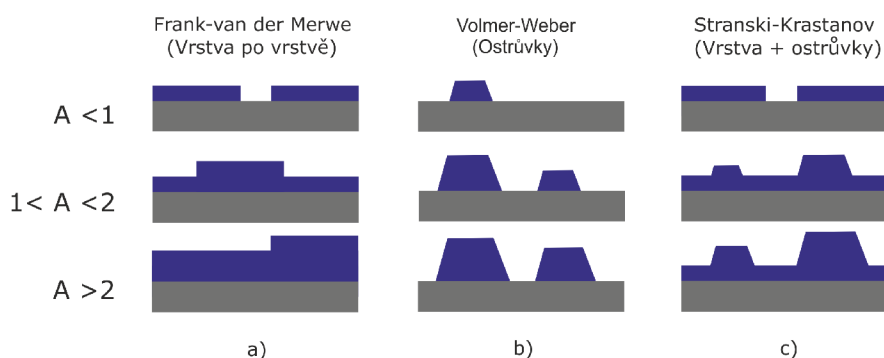 Frank-van der Merwe
(Vrstva po vrstvě)
Volmer-Weber
(Ostrůvky)
Stranski-Krastanov
(Vrstva + ostrůvky)
A <1
1< A <2
A >2
a)
b)
c)